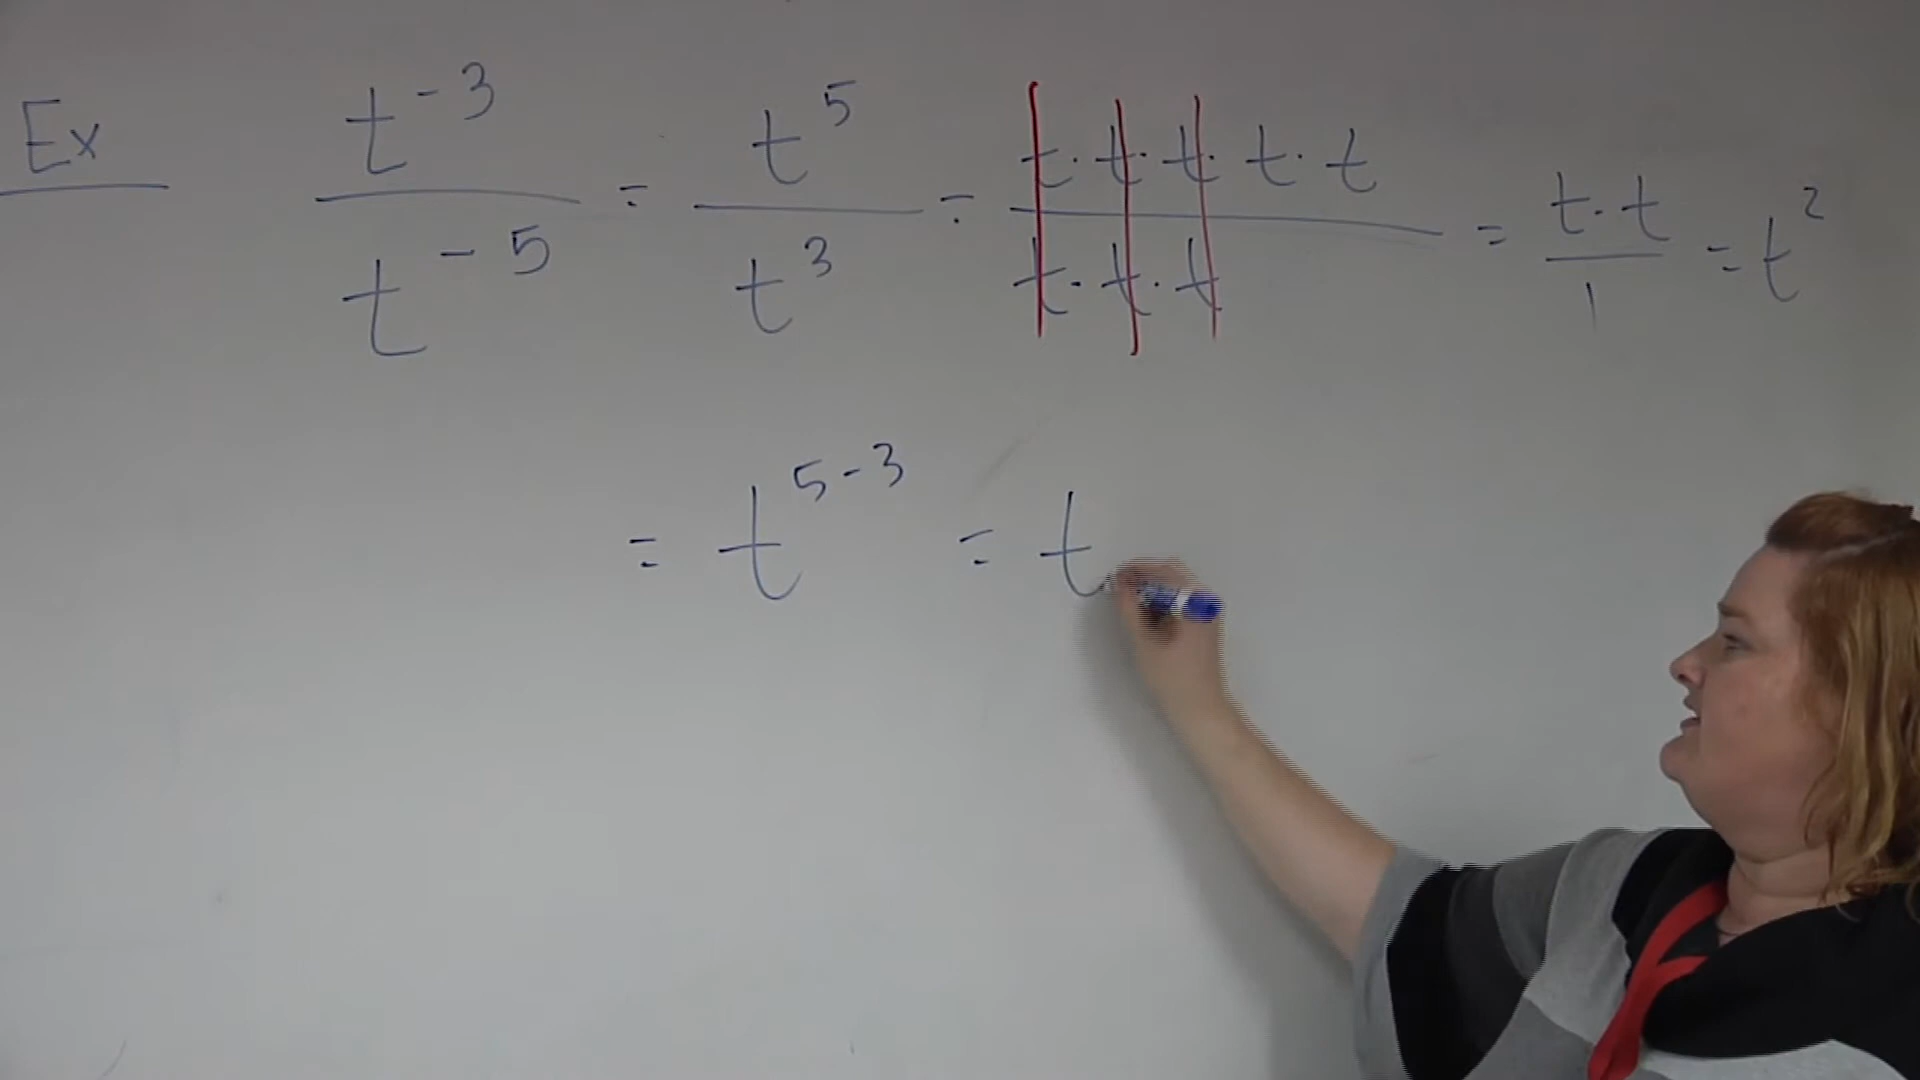 Ex t^-3 / t^-5 = t^5 / t^3 = t·t·t·t·t / t·t·t = t·t / 1 = t^2
= t^5-3 = t